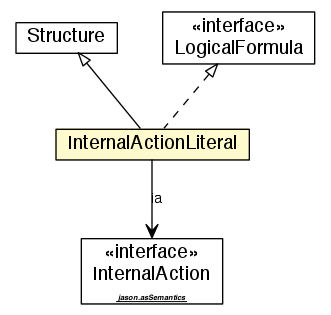 Structure
«interface»
LogicalFormula
InternalActionLiteral
ia
«interface»
InternalAction
jason.asSemantics